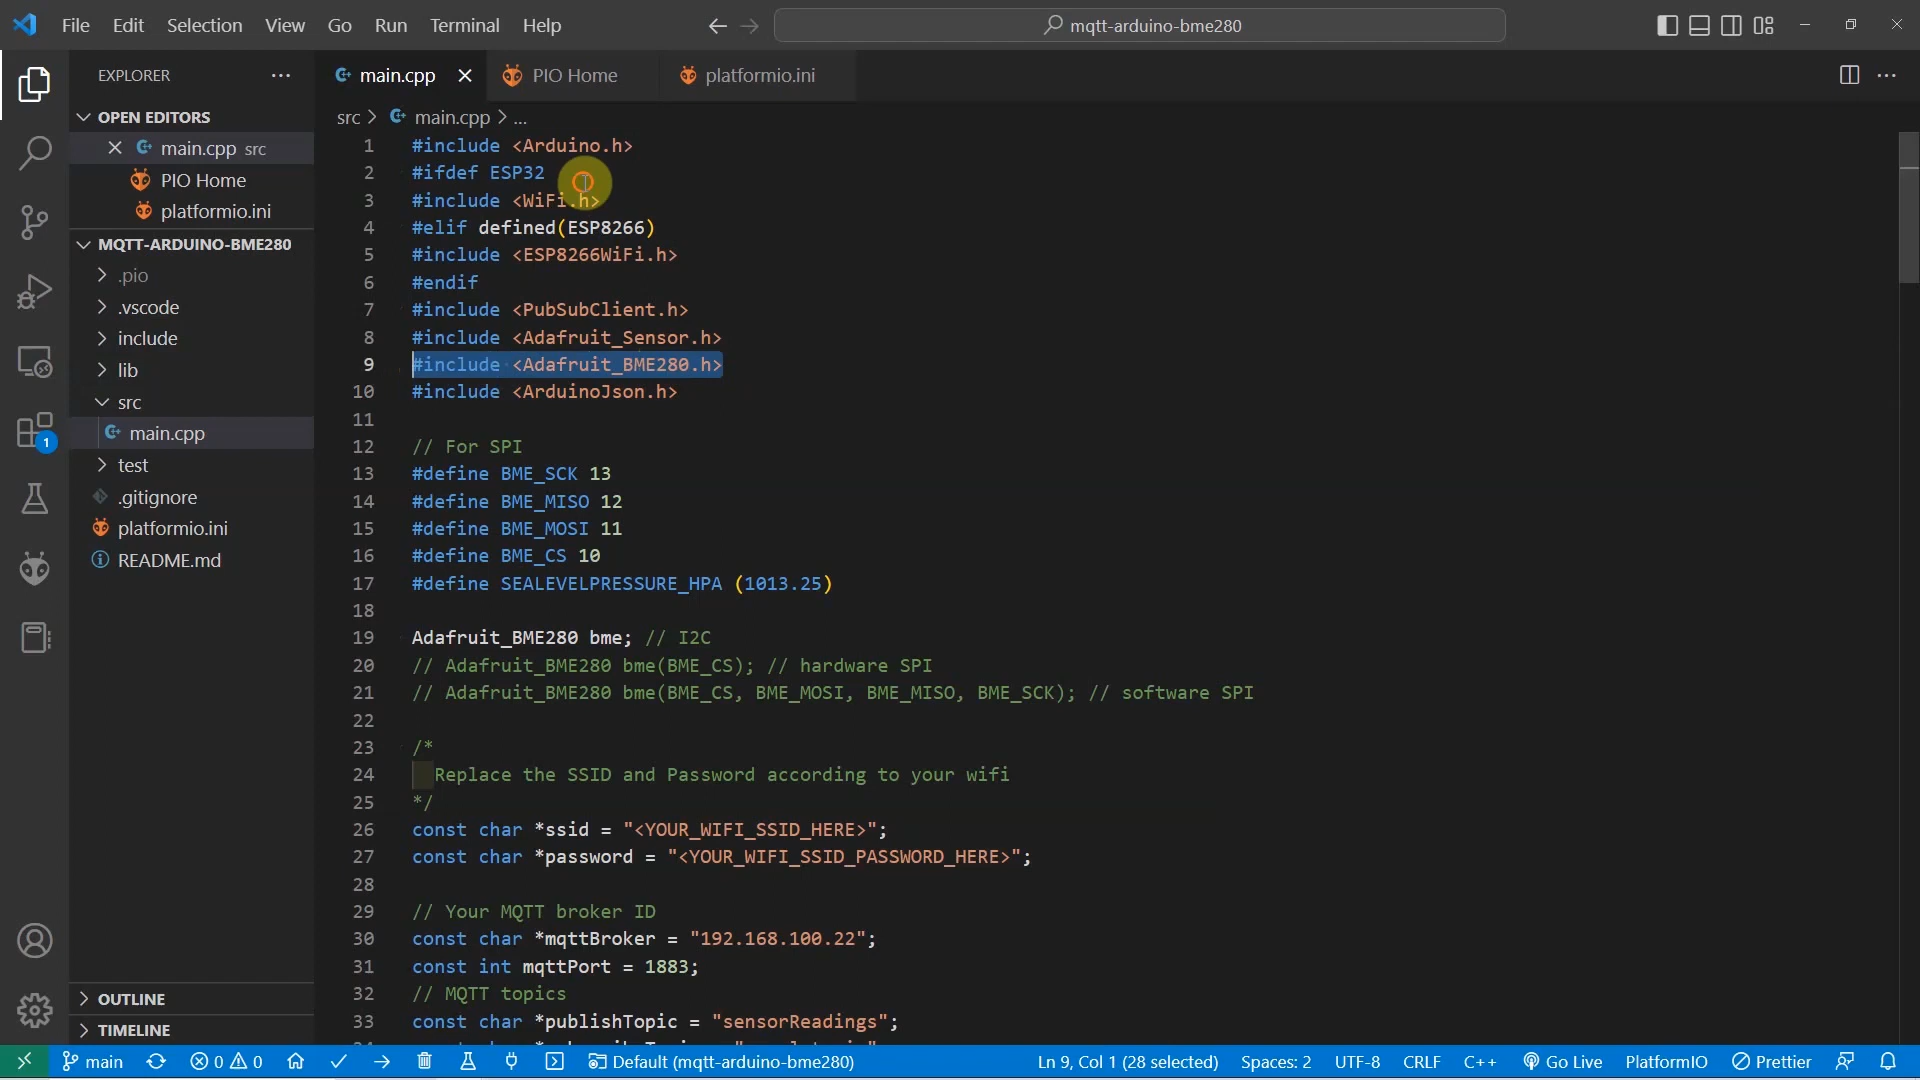 File Edit Selection View Go Run Terminal Help
mqtt-arduino-bme280
EXPLORER
OPEN EDITORS
main.cpp src
PIO Home
platformio.ini
MQTT-ARDUINO-BME280
.pio
.vscode
include
lib
src
main.cpp
test
.gitignore
platformio.ini
README.md
OUTLINE
TIMELINE
1
main.cpp
PIO Home
platformio.ini
src > main.cpp > ...
1 #include <Arduino.h>
2 #ifdef ESP32
3 #include <WiFi.h>
4 #elif defined(ESP8266)
5 #include <ESP8266WiFi.h>
6 #endif
7 #include <PubSubClient.h>
8 #include <Adafruit_Sensor.h>
9 #include <Adafruit_BME280.h>
10 #include <ArduinoJson.h>
11
12 // For SPI
13 #define BME_SCK 13
14 #define BME_MISO 12
15 #define BME_MOSI 11
16 #define BME_CS 10
17 #define SEALEVELPRESSURE_HPA (1013.25)
18
19 Adafruit_BME280 bme; // I2C
20 // Adafruit_BME280 bme(BME_CS); // hardware SPI
21 // Adafruit_BME280 bme(BME_CS, BME_MOSI, BME_MISO, BME_SCK); // software SPI
22
23 /*
24 Replace the SSID and Password according to your wifi
25 */
26 const char *ssid = "<YOUR_WIFI_SSID_HERE>";
27 const char *password = "<YOUR_WIFI_SSID_PASSWORD_HERE>";
28
29 // Your MQTT broker ID
30 const char *mqttBroker = "192.168.100.22";
31 const int mqttPort = 1883;
32 // MQTT topics
33 const char *publishTopic = "sensorReadings";
main 0 0 Default (mqtt-arduino-bme280) Ln 9, Col 1 (28 selected) Spaces: 2 UTF-8 CRLF C++ Go Live PlatformIO Prettier